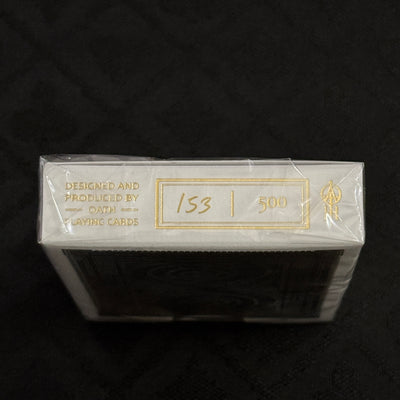 DESIGNED AND
PRODUCED BY
OATH
PLAYING CARDS
153 | 500